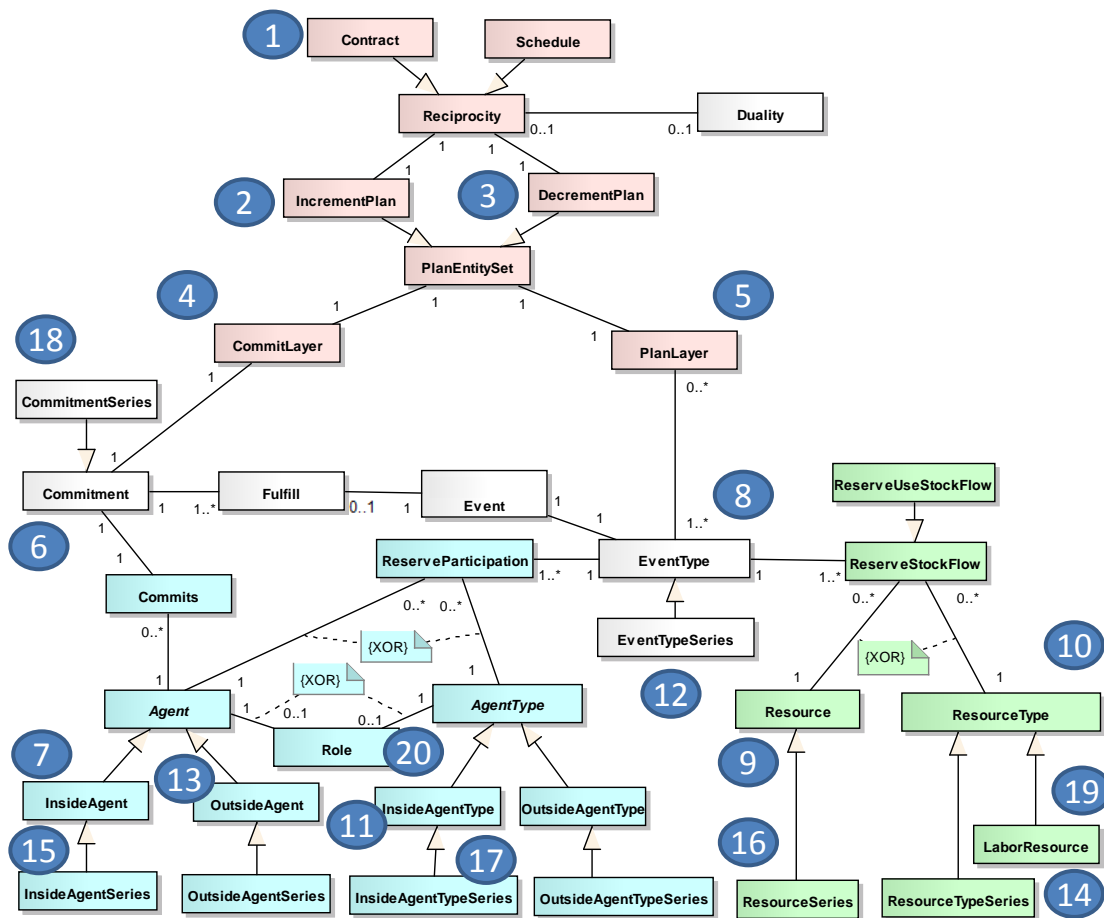 1
Contract
Schedule
Reciprocity
0..1
0..1
Duality
1
1
1
1
2
IncrementPlan
3
DecrementPlan
PlanEntitySet
1
1
4
5
1
1
CommitLayer
PlanLayer
18
1
0..*
CommitmentSeries
1
8
ReserveUseStockFlow
Commitment
1
1..*
Fulfill
0..1
1
Event
1
1
1..*
6
1
ReserveParticipation
1..*
1
EventType
1
1..*
ReserveStockFlow
1
Commits
0..*
0..*
0..*
0..*
0..*
EventTypeSeries
{XOR}
{XOR}
10
{XOR}
12
1
1
1
1
1
1
Agent
1
0..1
0..1
AgentType
Resource
ResourceType
7
Role
20
9
13
InsideAgent
OutsideAgent
InsideAgentType
OutsideAgentType
11
19
15
17
16
LaborResource
InsideAgentSeries
OutsideAgentSeries
InsideAgentTypeSeries
OutsideAgentTypeSeries
ResourceSeries
ResourceTypeSeries
14